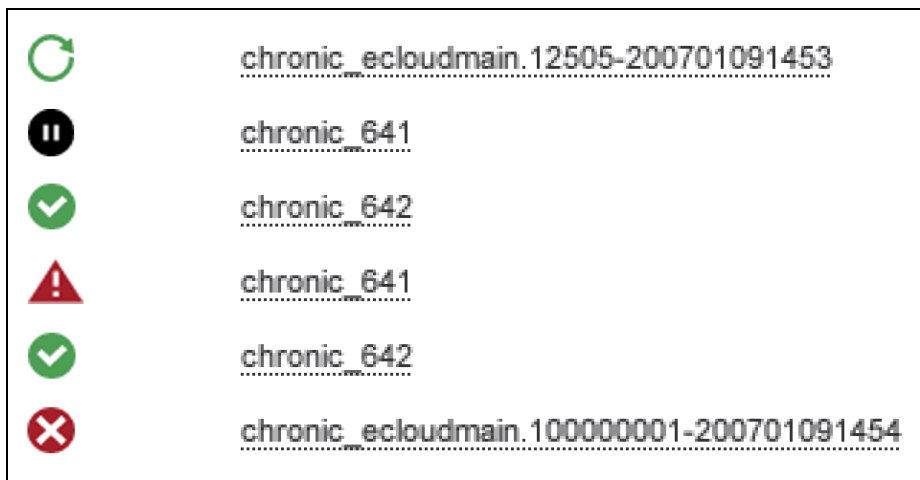 chronic_ecloudmain.12505-200701091453
chronic_641
chronic_642
chronic_641
chronic_642
chronic_ecloudmain.100000001-200701091454